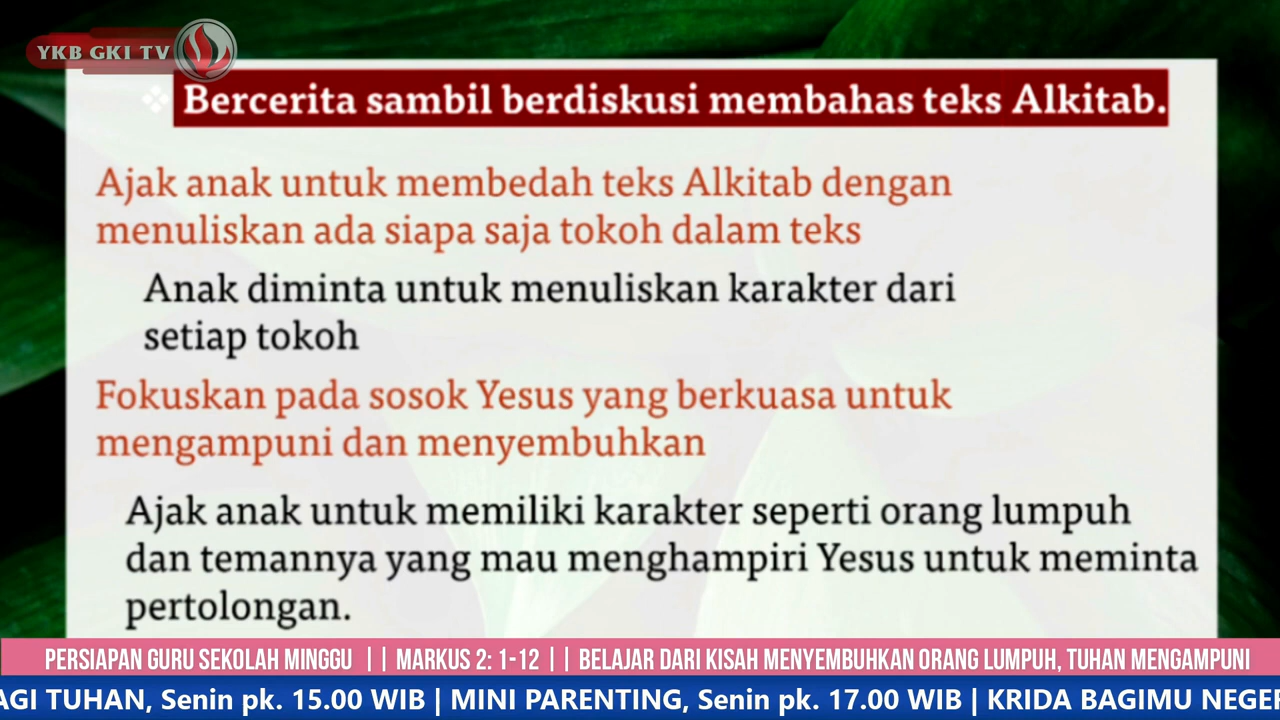 YKB GKI TV
Bercerita sambil berdiskusi membahas teks Alkitab.
Ajak anak untuk membedah teks Alkitab dengan
menuliskan ada siapa saja tokoh dalam teks
Anak diminta untuk menuliskan karakter dari
setiap tokoh
Fokuskan pada sosok Yesus yang berkuasa untuk
mengampuni dan menyembuhkan
Ajak anak untuk memiliki karakter seperti orang lumpuh
dan temannya yang mau menghampiri Yesus untuk meminta
pertolongan.
PERSIAPAN GURU SEKOLAH MINGGU || MARKUS 2: 1-12 || BELAJAR DARI KISAH MENYEMBUHKAN ORANG LUMPUH, TUHAN MENGAMPUNI
AGI TUHAN, Senin pk. 15.00 WIB | MINI PARENTING, Senin pk. 17.00 WIB | KRIDA BAGIMU NEGE